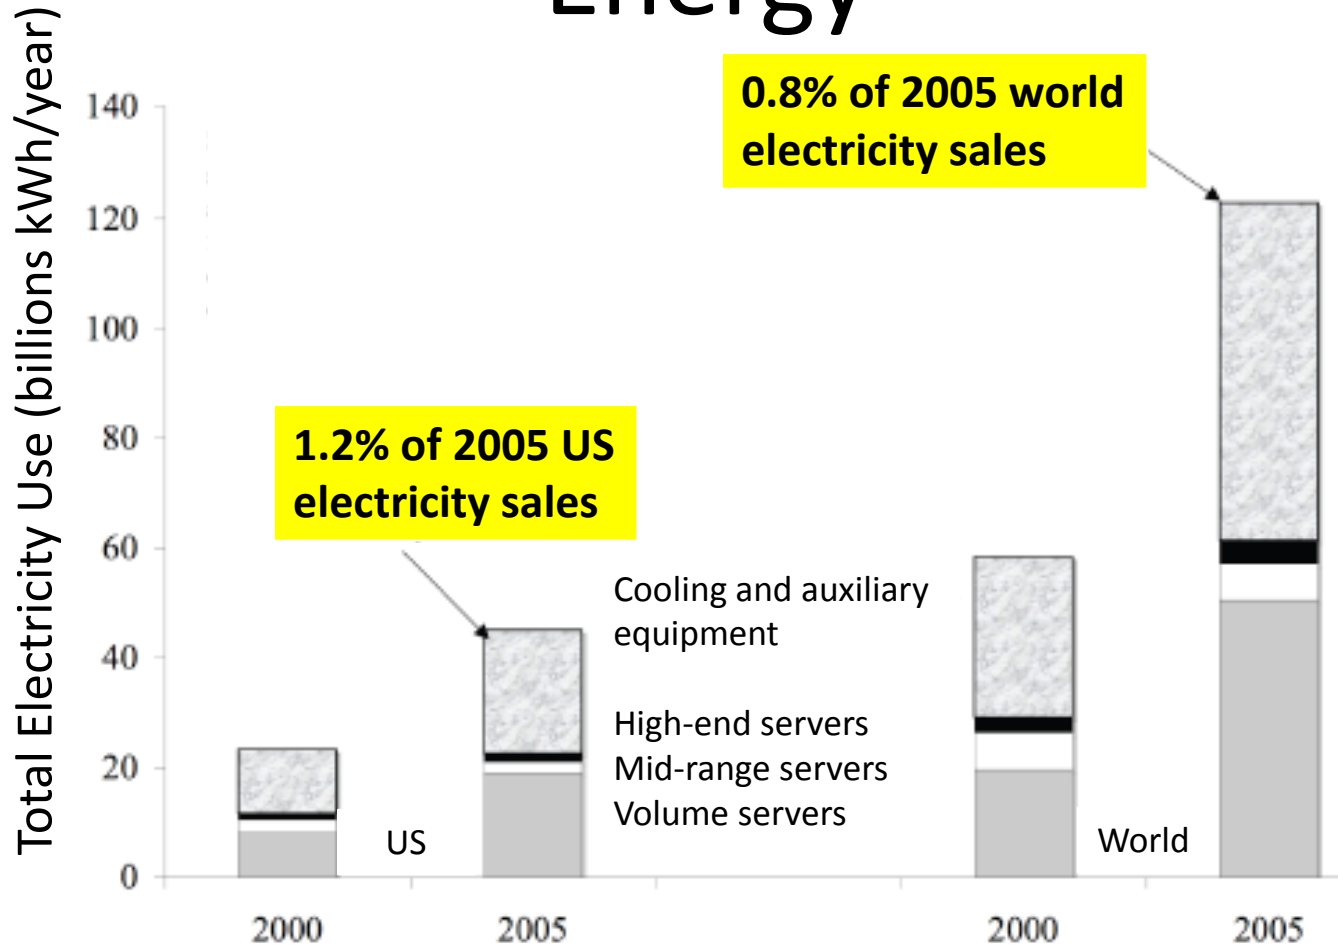 Energy
Total Electricity Use (billions kWh/year)
0.8% of 2005 world
electricity sales
140
120
100
80
60
40
20
0
1.2% of 2005 US
electricity sales
Cooling and auxiliary
equipment
High-end servers
Mid-range servers
Volume servers
US
World
2000
2005
2000
2005